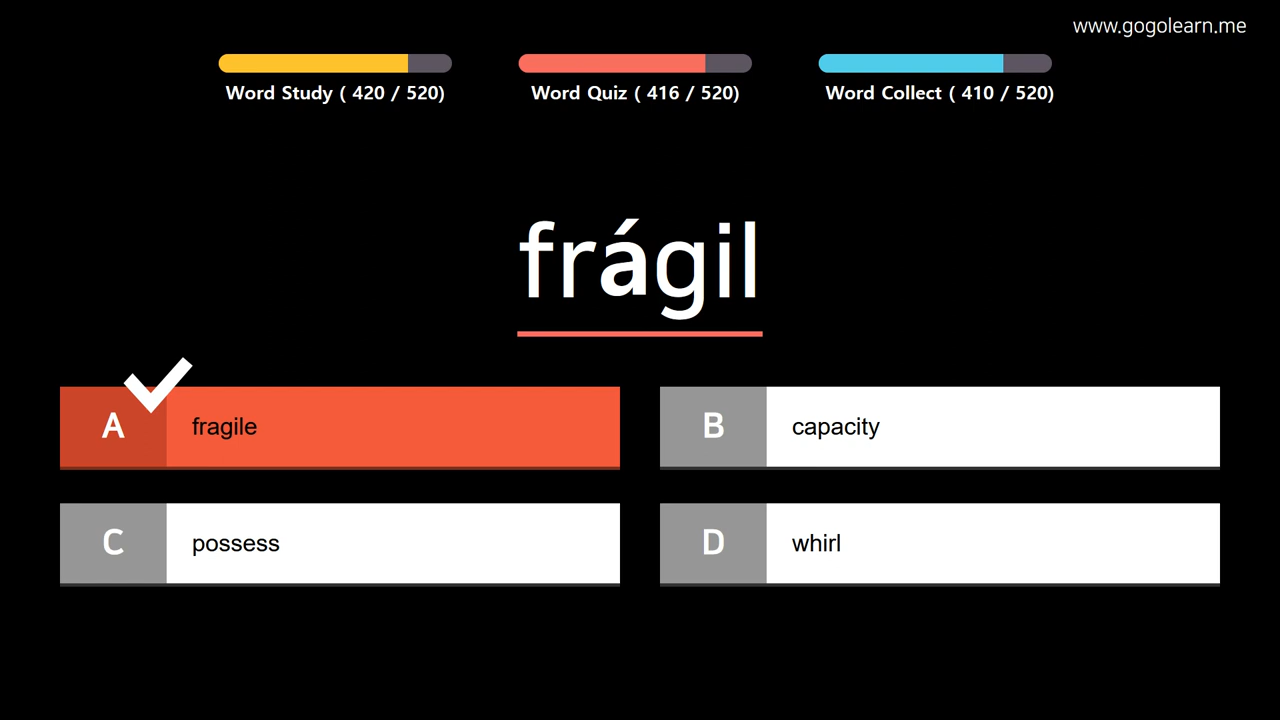 www.gogolearn.me
Word Study ( 420 / 520)
Word Quiz ( 416 / 520)
Word Collect ( 410 / 520)
frágil
A fragile
B capacity
C possess
D whirl